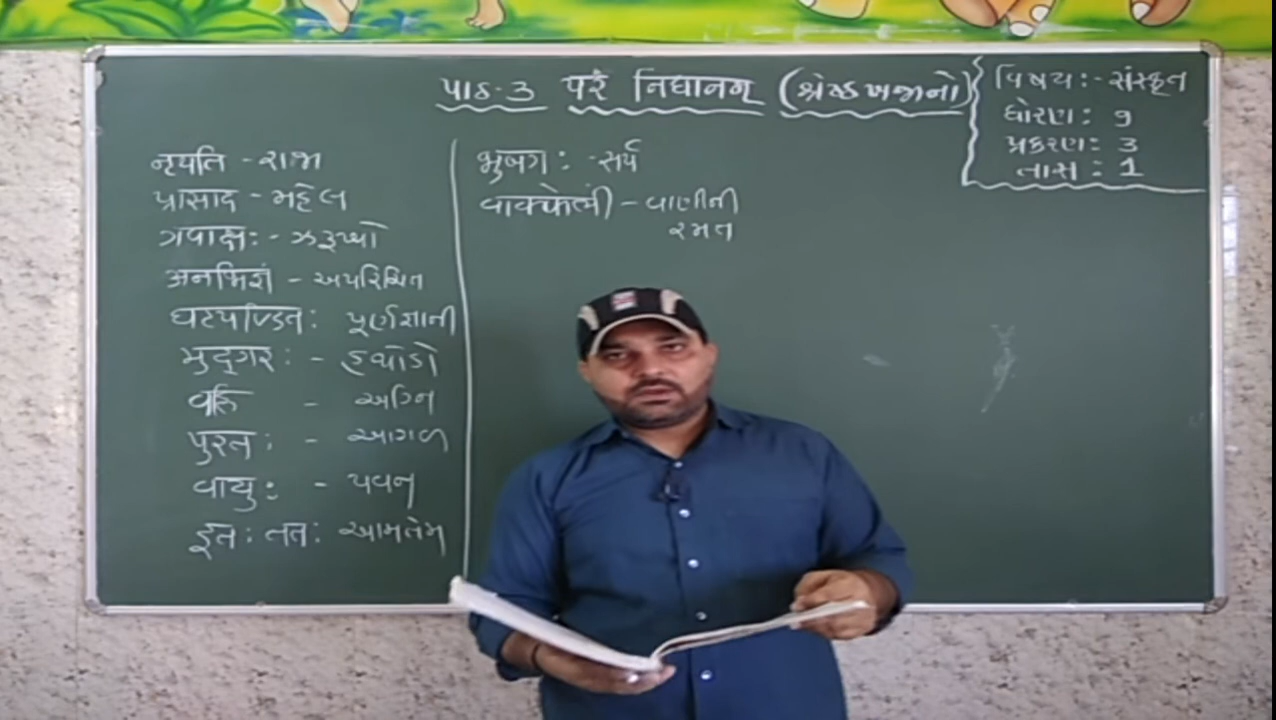 પાઠ-3 परं निधानम् (શ્રેષ્ઠ ખજાનો)
વિષય:- સંસ્કૃત
ધોરણ: 9
પ્રકરણ: 3
તાસ: 1
नृपति - રાજા
प्रासाद - મહેલ
गवाक्षः - ઝરૂખો
अनभिज्ञं - અપરિચિત
घटपण्डितः પૂર્ણજ્ઞાની
मुद्गरः - હથોડો
वह्नि - અગ્નિ
पुरतः - આગળ
वायुः - પવન
इतः ततः આમતેમ
भुजगः - સર્પ
वाक्केली - વાણીની
રમત